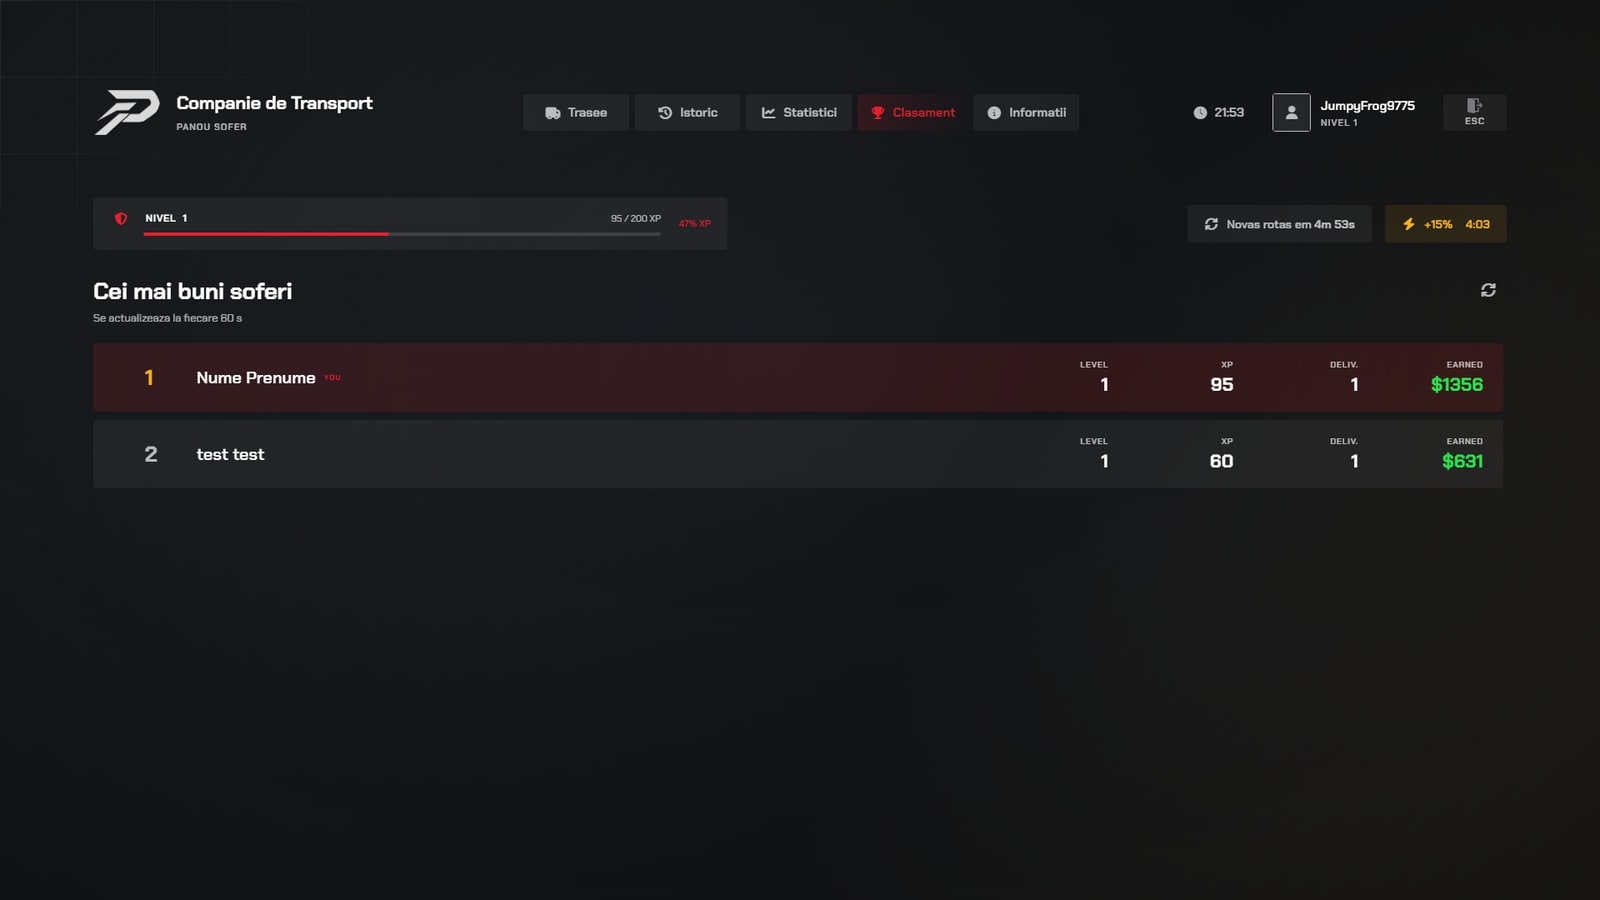 Companie de Transport
PANOU SOFER
Trasee
Istoric
Statistici
Clasament
Informatii
21:53
JumpyFrog9775
NIVEL 1
ESC
NIVEL 1
95 / 200 XP
47% XP
Novas rotas em 4m 53s
+15% 4:03
Cei mai buni soferi
Se actualizeaza la fiecare 60 s
1
Nume Prenume YOU
LEVEL
1
XP
95
DELIV.
1
EARNED
$1356
2
test test
LEVEL
1
XP
60
DELIV.
1
EARNED
$631